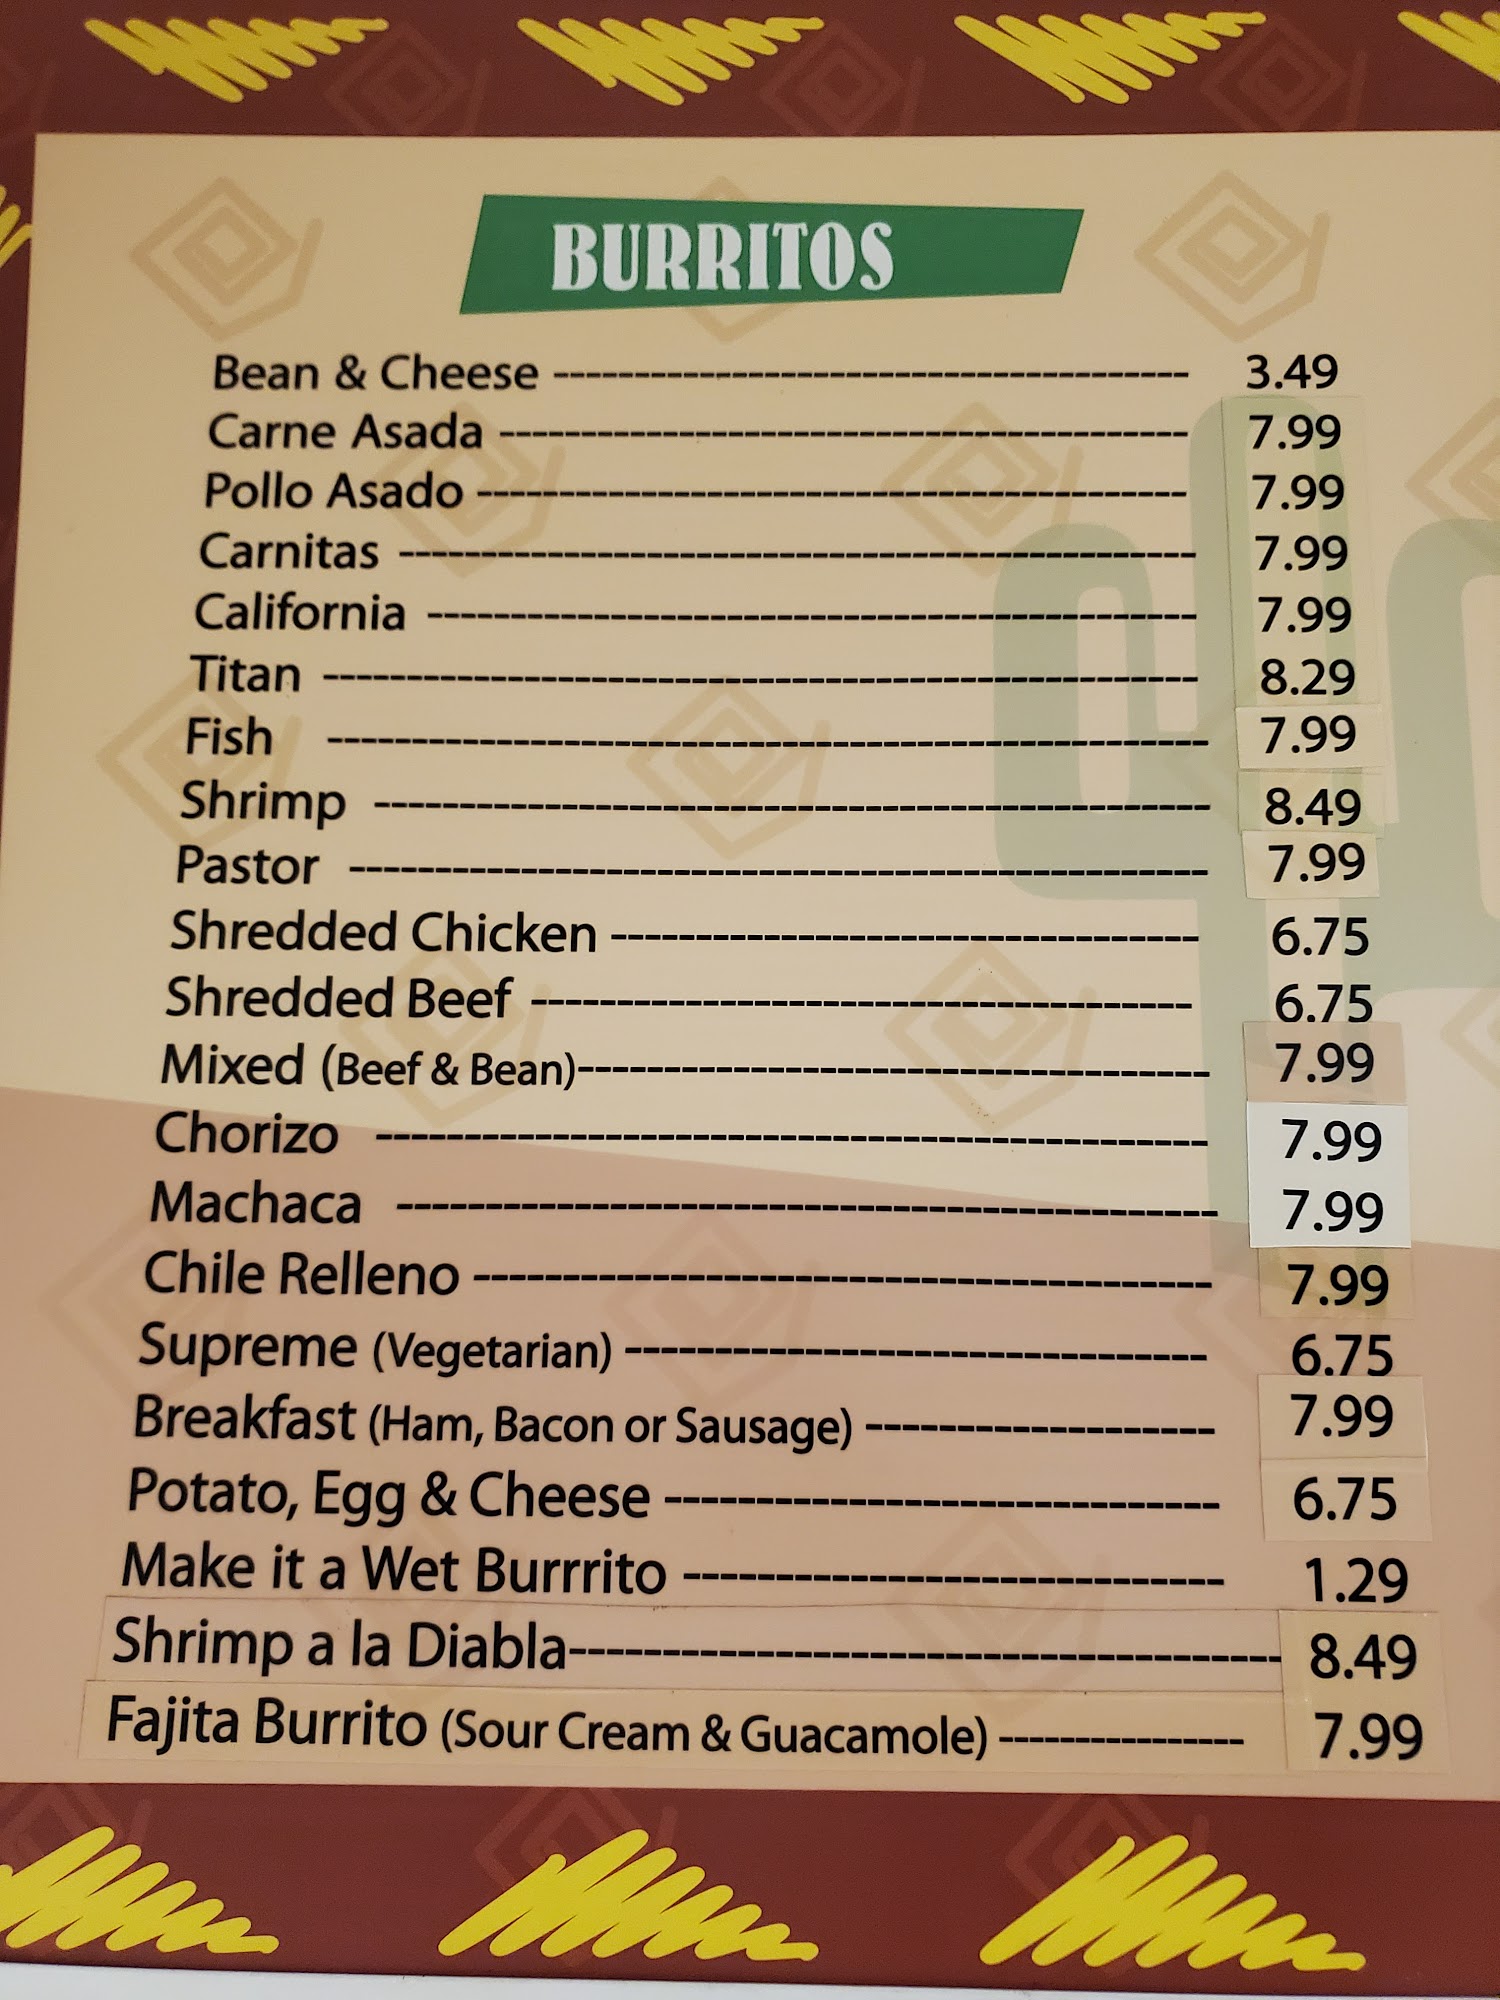 BURRITOS
Bean & Cheese ---------------------------------------- 3.49
Carne Asada ---------------------------------------- 7.99
Pollo Asado ---------------------------------------- 7.99
Carnitas ---------------------------------------- 7.99
California ---------------------------------------- 7.99
Titan ---------------------------------------- 8.29
Fish ---------------------------------------- 7.99
Shrimp ---------------------------------------- 8.49
Pastor ---------------------------------------- 7.99
Shredded Chicken ---------------------------------------- 6.75
Shredded Beef ---------------------------------------- 6.75
Mixed (Beef & Bean)---------------------------------------- 7.99
Chorizo ---------------------------------------- 7.99
Machaca ---------------------------------------- 7.99
Chile Relleno ---------------------------------------- 7.99
Supreme (Vegetarian) ---------------------------------------- 6.75
Breakfast (Ham, Bacon or Sausage) -------------------- 7.99
Potato, Egg & Cheese ------------------------------ 6.75
Make it a Wet Burrrito ------------------------------ 1.29
Shrimp a la Diabla---------------------------------------- 8.49
Fajita Burrito (Sour Cream & Guacamole) ---------------- 7.99